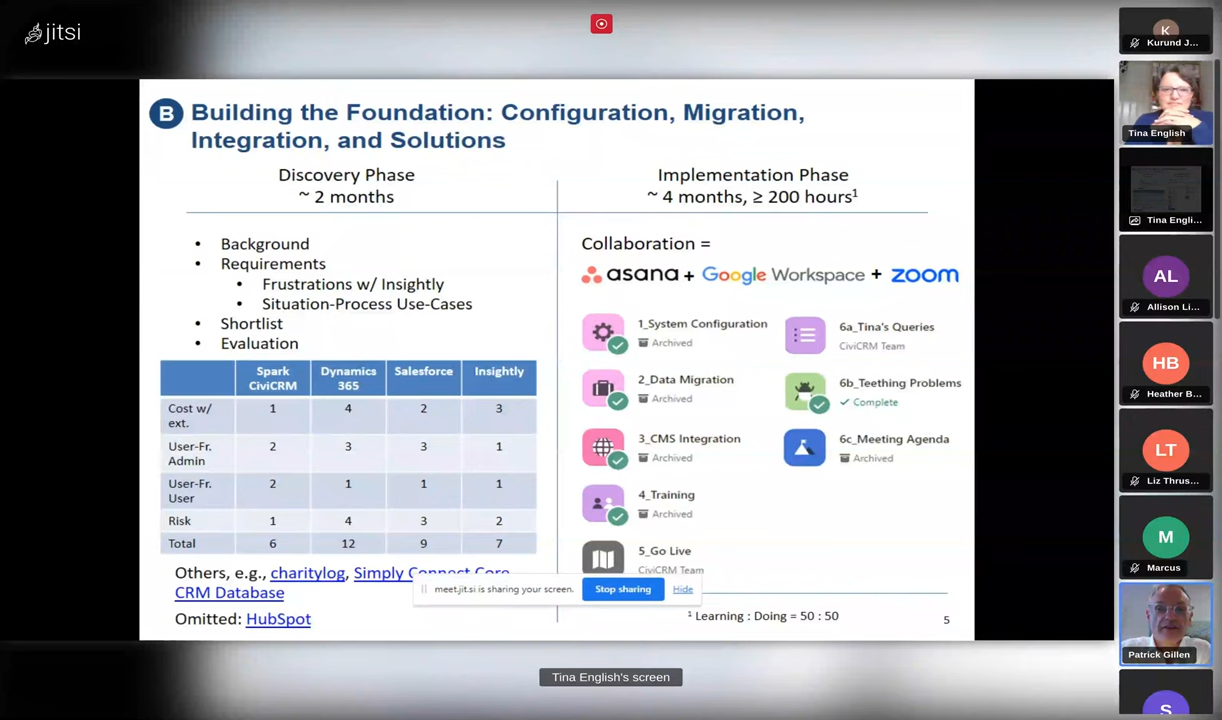 jitsi
B Building the Foundation: Configuration, Migration,
Integration, and Solutions
Discovery Phase
~ 2 months
• Background
• Requirements
• Frustrations w/ Insightly
• Situation-Process Use-Cases
• Shortlist
• Evaluation
Spark CiviCRM Dynamics 365 Salesforce Insightly
Cost w/ ext. 1 4 2 3
User-Fr. Admin 2 3 3 1
User-Fr. User 2 1 1 1
Risk 1 4 3 2
Total 6 12 9 7
Others, e.g., charitylog, Simply Connect Core
CRM Database
Omitted: HubSpot
Implementation Phase
~ 4 months, ≥ 200 hours¹
Collaboration =
asana + Google Workspace + zoom
1_System Configuration
Archived
2_Data Migration
Archived
3_CMS Integration
Archived
4_Training
Archived
5_Go Live
CiviCRM Team
6a_Tina's Queries
CiviCRM Team
6b_Teething Problems
Complete
6c_Meeting Agenda
Archived
meet.jit.si is sharing your screen. Stop sharing Hide
¹ Learning : Doing = 50 : 50
5
Tina English's screen
K
Kurund J...
Tina English
Tina Engli...
AL
Allison Li...
HB
Heather B...
LT
Liz Thrus...
M
Marcus
Patrick Gillen
S